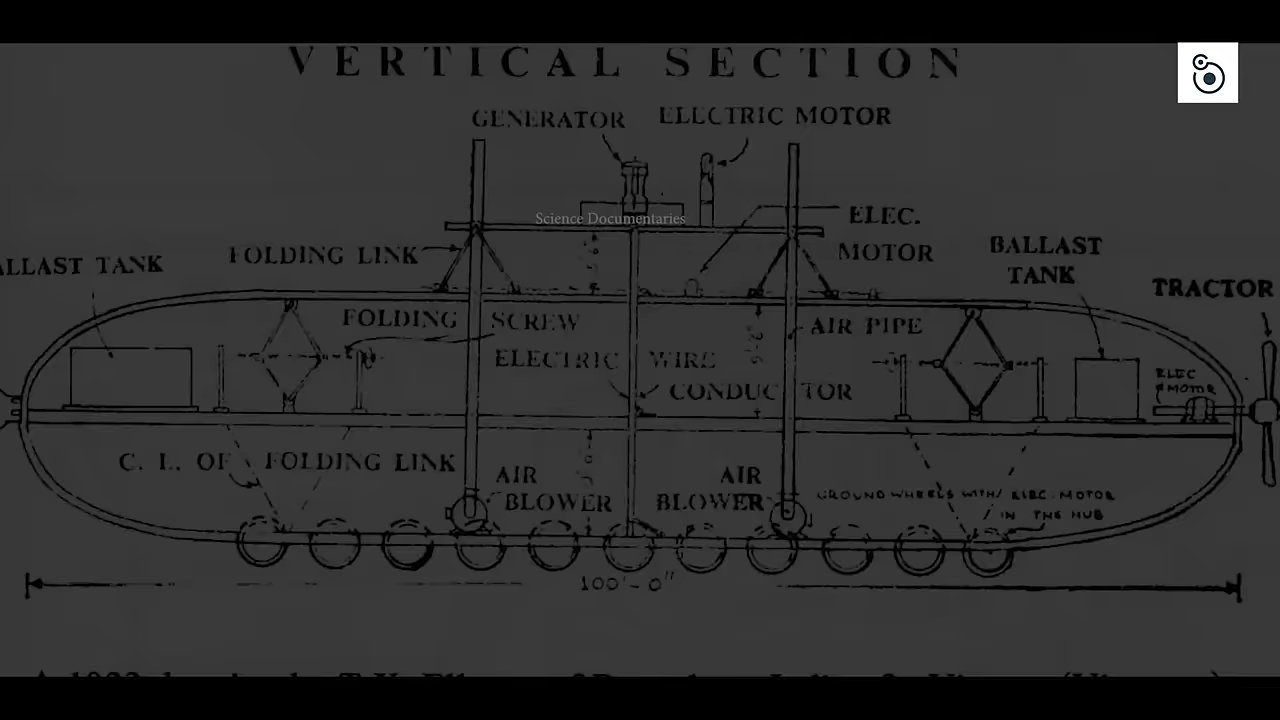 VERTICAL SECTION
GENERATOR
ELECTRIC MOTOR
Science Documentaries
ELEC.
MOTOR
FOLDING LINK
BALLAST
TANK
ALLAST TANK
TRACTOR
FOLDING SCREW
AIR PIPE
ELECTRIC WIRE
CONDUCTOR
ELEC
MOTOR
C. L. OF FOLDING LINK
AIR
BLOWER
AIR
BLOWER
GROUND WHEELS WITH ELEC. MOTOR
IN THE HUB
100'-0"